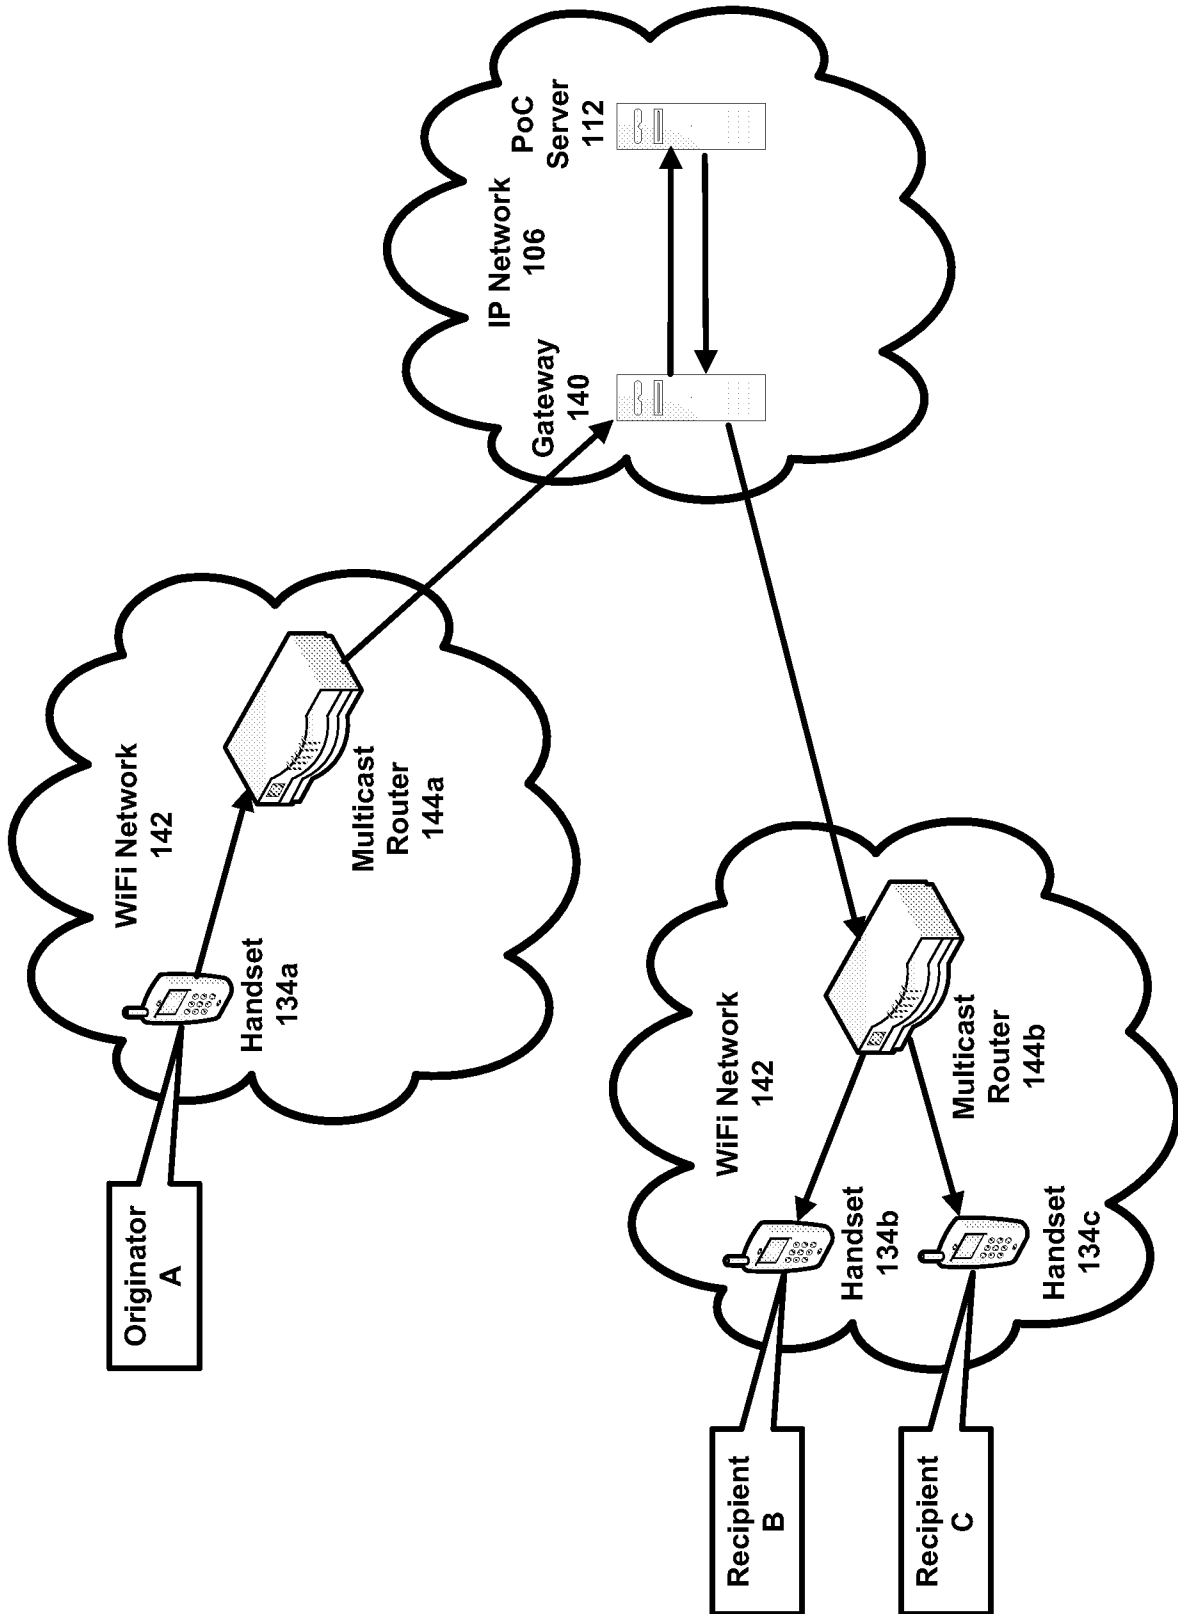 Originator
A
Handset
134a
WiFi Network
142
Multicast
Router
144a
Gateway
140
IP Network
106
PoC
Server
112
Recipient
B
Handset
134b
WiFi Network
142
Multicast
Router
144b
Recipient
C
Handset
134c